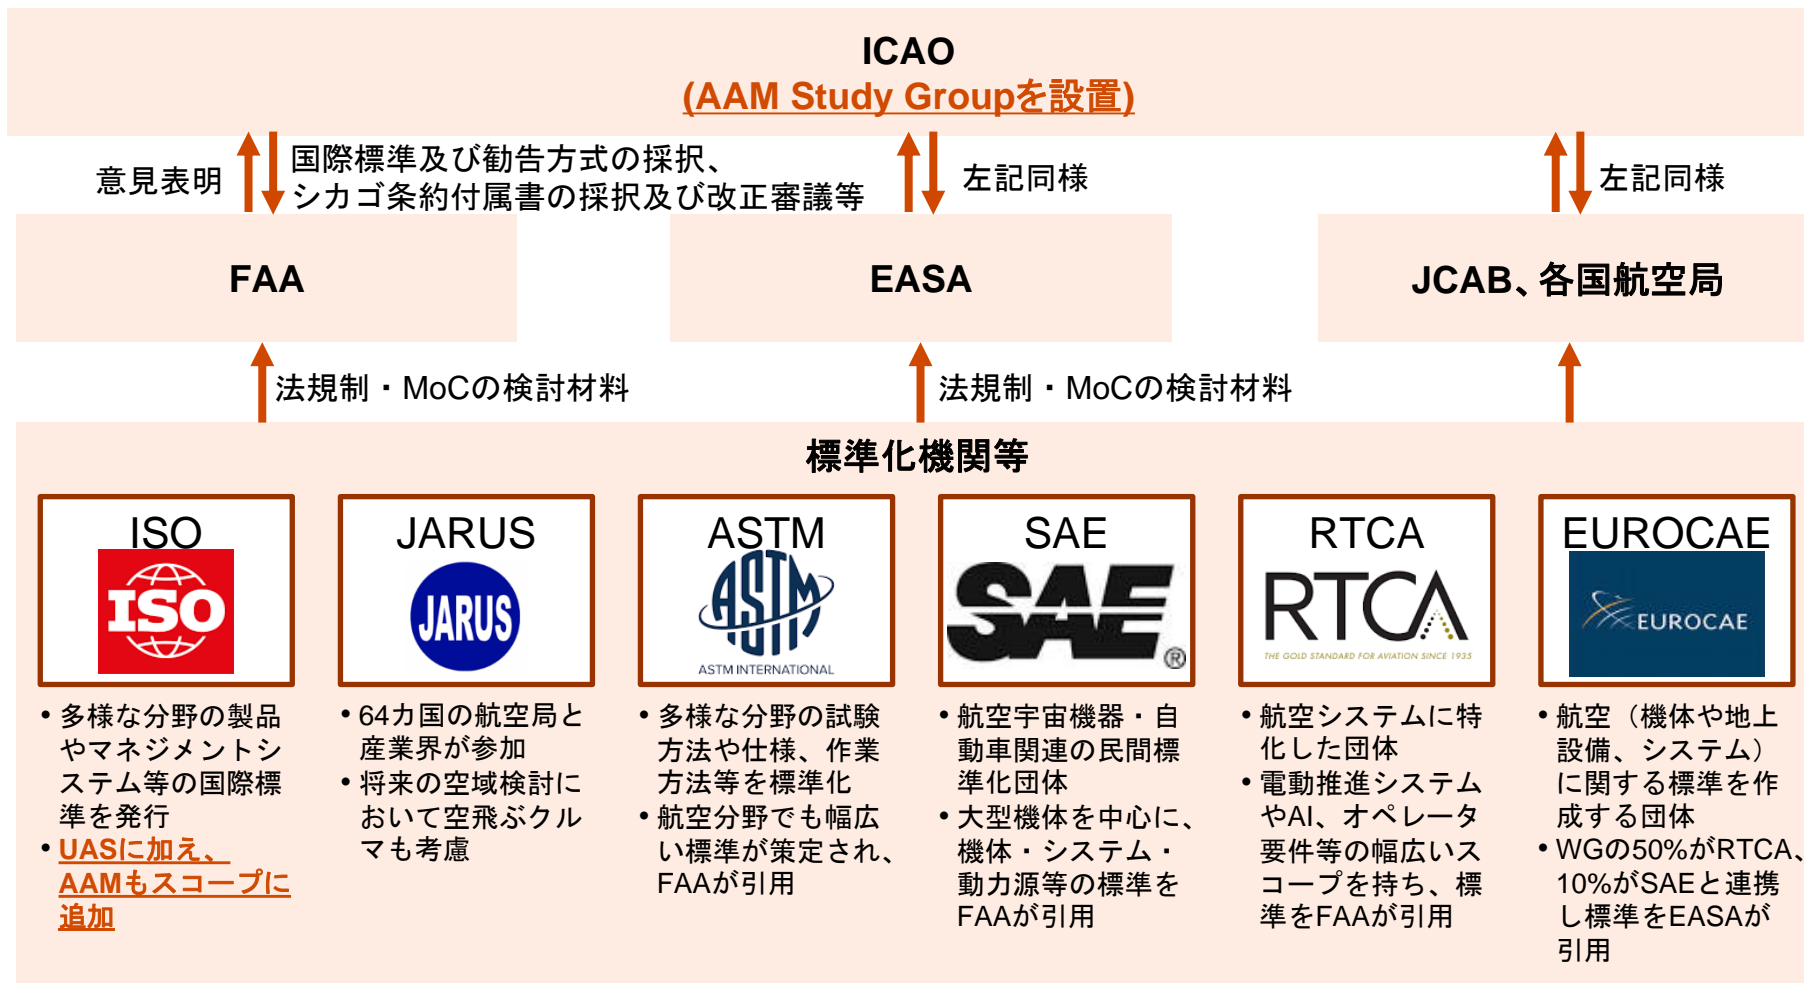 ICAO
(AAM Study Groupを設置)
意見表明
国際標準及び勧告方式の採択、
シカゴ条約付属書の採択及び改正審議等
左記同様
左記同様
FAA
EASA
JCAB、各国航空局
法規制・MoCの検討材料
法規制・MoCの検討材料
標準化機関等
ISO
ISO
• 多様な分野の製品
やマネジメントシ
ステム等の国際標
準を発行
• UASに加え、
AAMもスコープに
追加
JARUS
JARUS
• 64カ国の航空局と
産業界が参加
• 将来の空域検討に
おいて空飛ぶクル
マも考慮
ASTM
ASTM
ASTM INTERNATIONAL
• 多様な分野の試験
方法や仕様、作業
方法等を標準化
• 航空分野でも幅広
い標準が策定され、
FAAが引用
SAE
SAE®
• 航空宇宙機器・自
動車関連の民間標
準化団体
• 大型機体を中心に、
機体・システム・
動力源等の標準を
FAAが引用
RTCA
RTCA
THE GOLD STANDARD FOR AVIATION SINCE 1935
• 航空システムに特
化した団体
• 電動推進システム
やAI、オペレータ
要件等の幅広いス
コープを持ち、標
準をFAAが引用
EUROCAE
EUROCAE
• 航空（機体や地上
設備、システム）
に関する標準を作
成する団体
• WGの50%がRTCA、
10%がSAEと連携
し標準をEASAが
引用